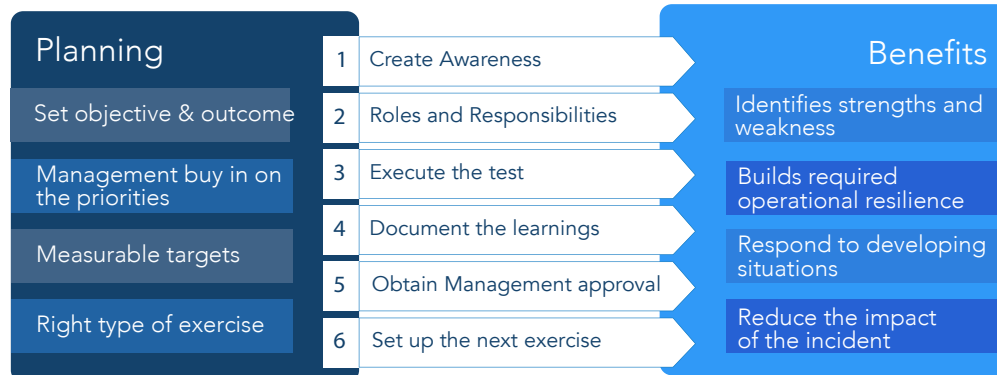 Planning
Set objective & outcome
Management buy in on
the priorities
Measurable targets
Right type of exercise
1 Create Awareness
2 Roles and Responsibilities
3 Execute the test
4 Document the learnings
5 Obtain Management approval
6 Set up the next exercise
Benefits
Identifies strengths and
weakness
Builds required
operational resilience
Respond to developing
situations
Reduce the impact
of the incident